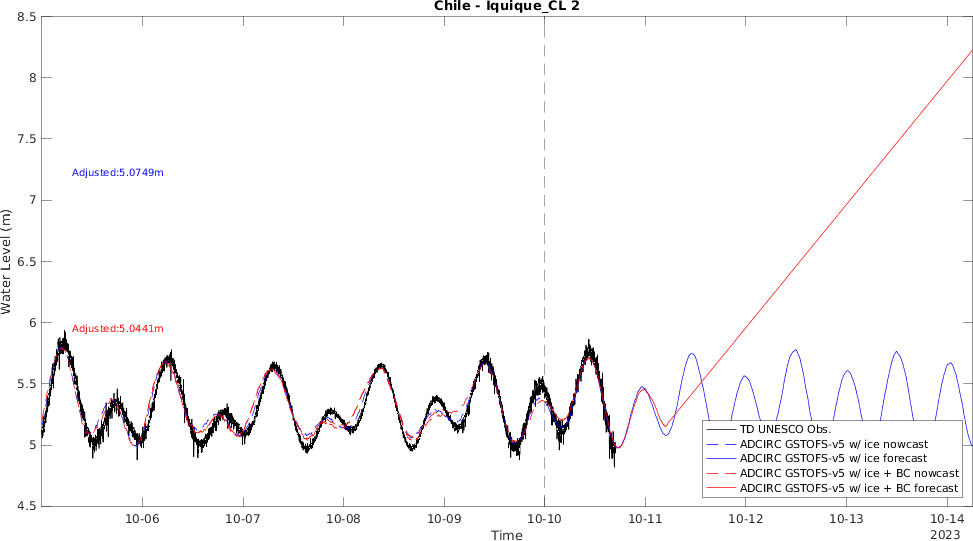 Chile - Iquique_CL 2
8.5
8
7.5
7
6.5
6
5.5
5
4.5
Water Level (m)
Adjusted:5.0749m
Adjusted:5.0441m
TD UNESCO Obs.
ADCIRC GSTOFS-v5 w/ ice nowcast
ADCIRC GSTOFS-v5 w/ ice forecast
ADCIRC GSTOFS-v5 w/ ice + BC nowcast
ADCIRC GSTOFS-v5 w/ ice + BC forecast
10-06 10-07 10-08 10-09 10-10 10-11 10-12 10-13 10-14
Time
2023